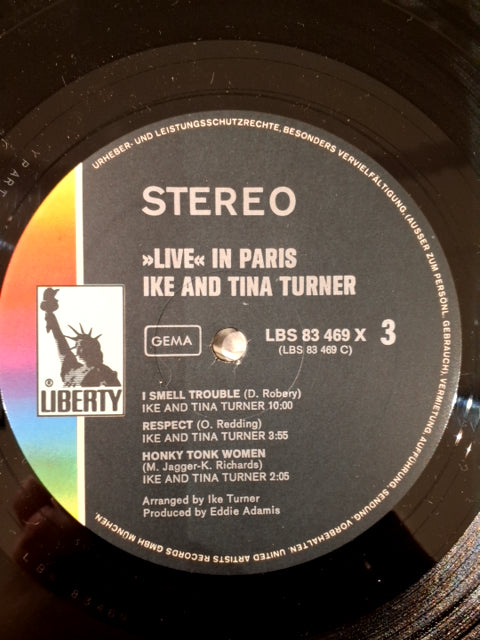 URHEBER- UND LEISTUNGSSCHUTZRECHTE, BESONDERS VERVIELFÄLTIGUNG, (AUSSER ZUM PERSÖNL. GEBRAUCH), VERMIETUNG, AUFFÜHRUNG, SENDUNG, VORBEHALTEN. UNITED ARTISTS RECORDS GMBH MÜNCHEN.
STEREO
»LIVE« IN PARIS
IKE AND TINA TURNER
GEMA
LBS 83 469 X 3
(LBS 83 469 C)
®
LIBERTY
I SMELL TROUBLE (D. Robery)
IKE AND TINA TURNER 10:00
RESPECT (O. Redding)
IKE AND TINA TURNER 3:55
HONKY TONK WOMEN
(M. Jagger-K. Richards)
IKE AND TINA TURNER 2:05
Arranged by Ike Turner
Produced by Eddie Adamis